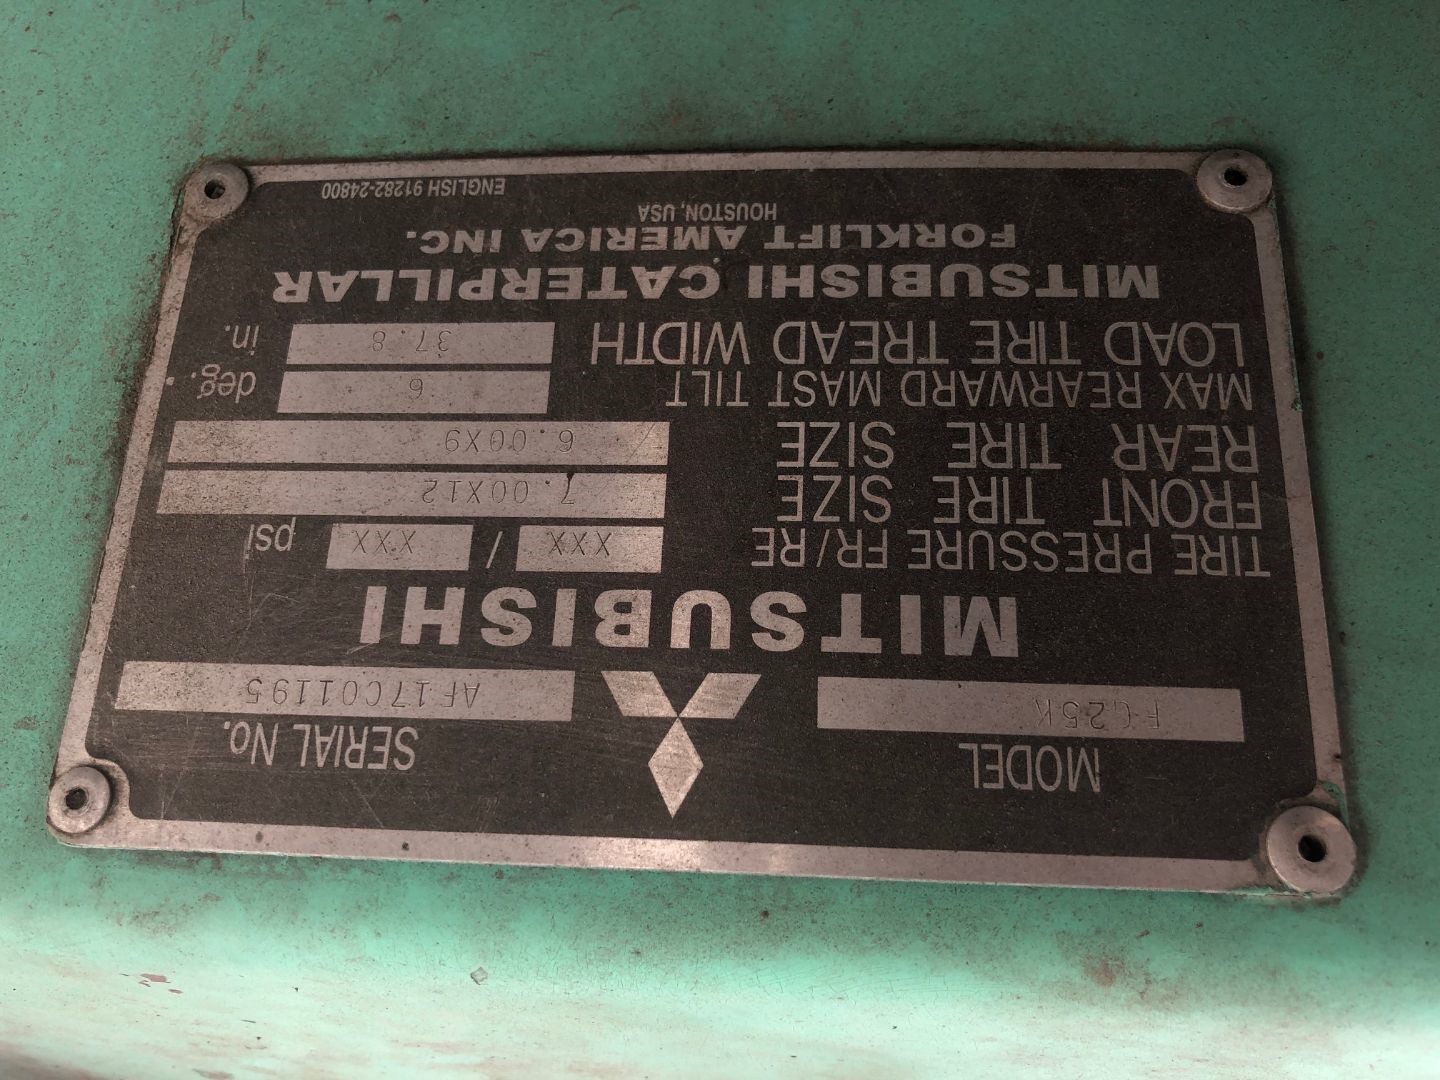 MODEL SERIAL No.
FG25K AF17C01195
MITSUBISHI
TIRE PRESSURE FR/RE XXX / XXX psi
FRONT TIRE SIZE 7.00X12
REAR TIRE SIZE / 6.00X9
MAX REARWARD MAST TILT 6 deg.
LOAD TIRE TREAD WIDTH 37.8 in.
MITSUBISHI CATERPILLAR
FORKLIFT AMERICA INC.
HOUSTON, USA
ENGLISH 91282-24800